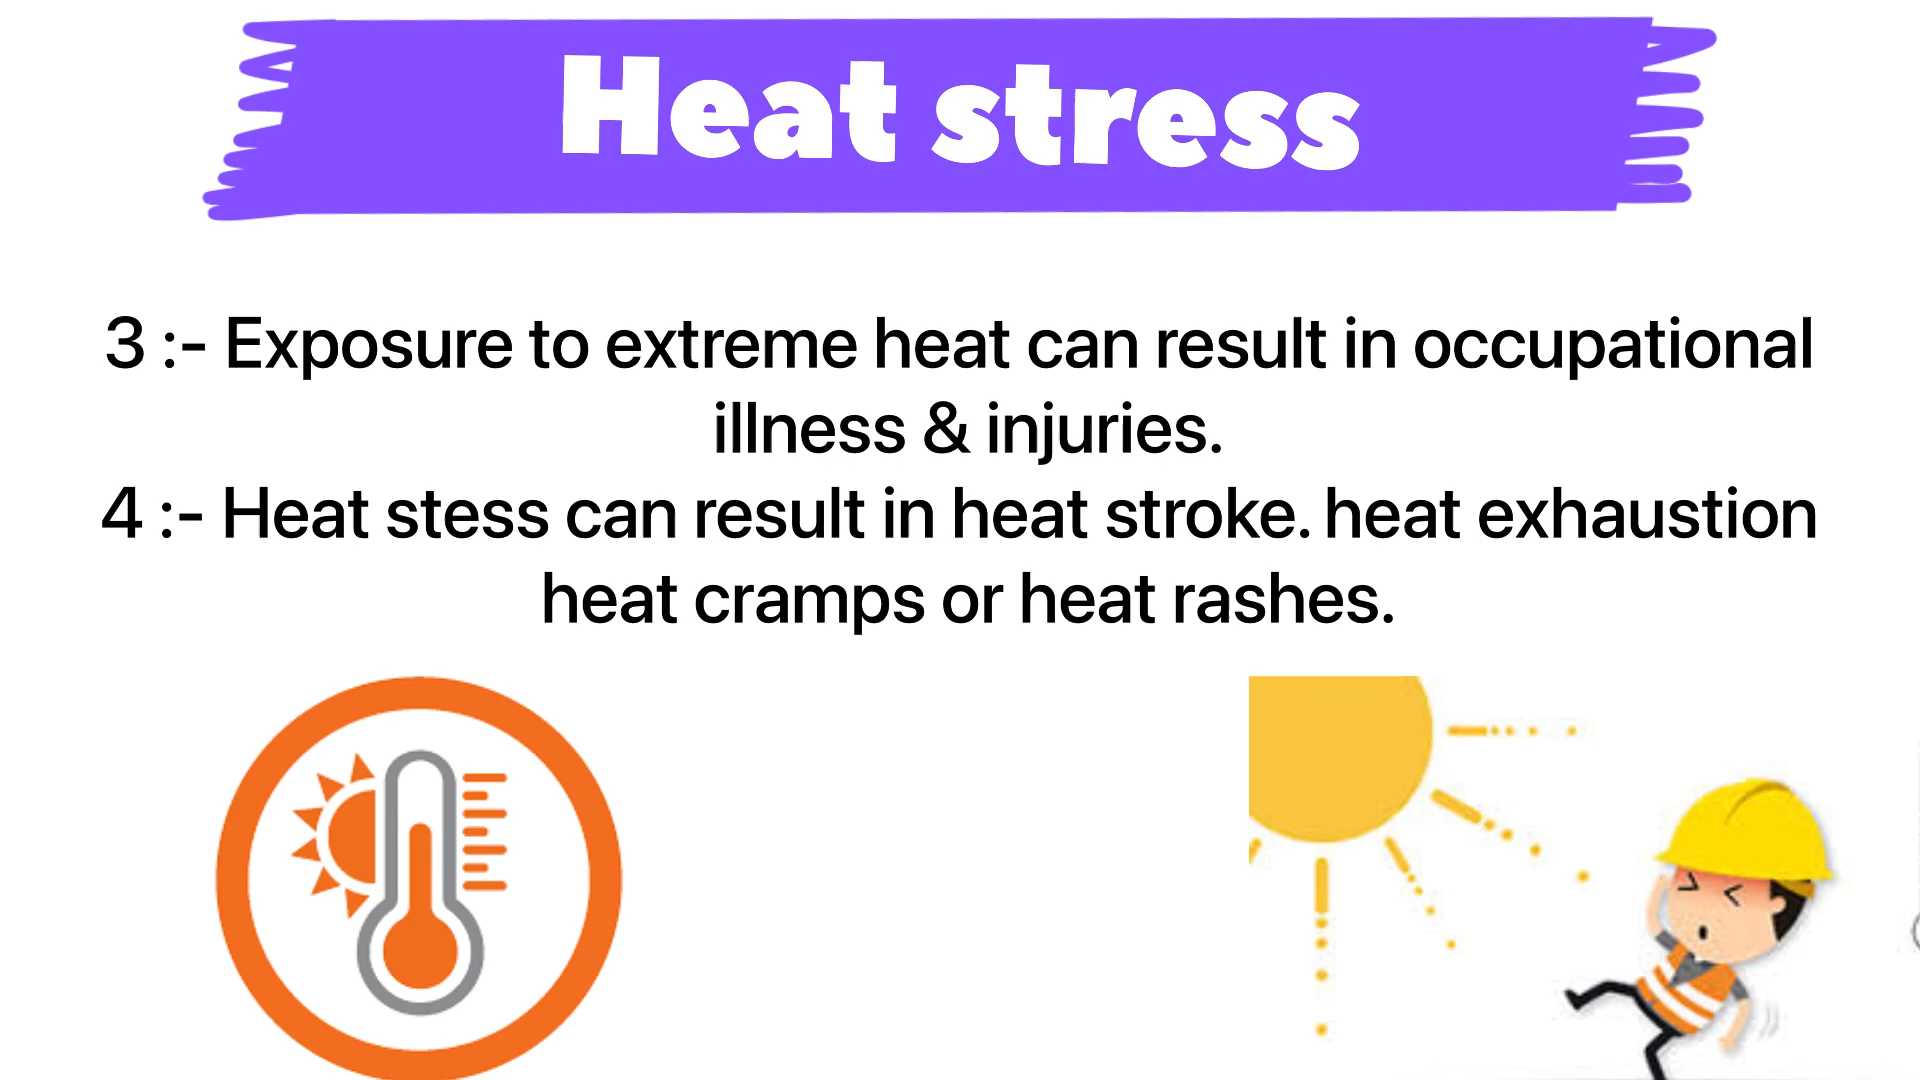 Heat stress
3 :- Exposure to extreme heat can result in occupational
illness & injuries.
4 :- Heat stess can result in heat stroke. heat exhaustion
heat cramps or heat rashes.